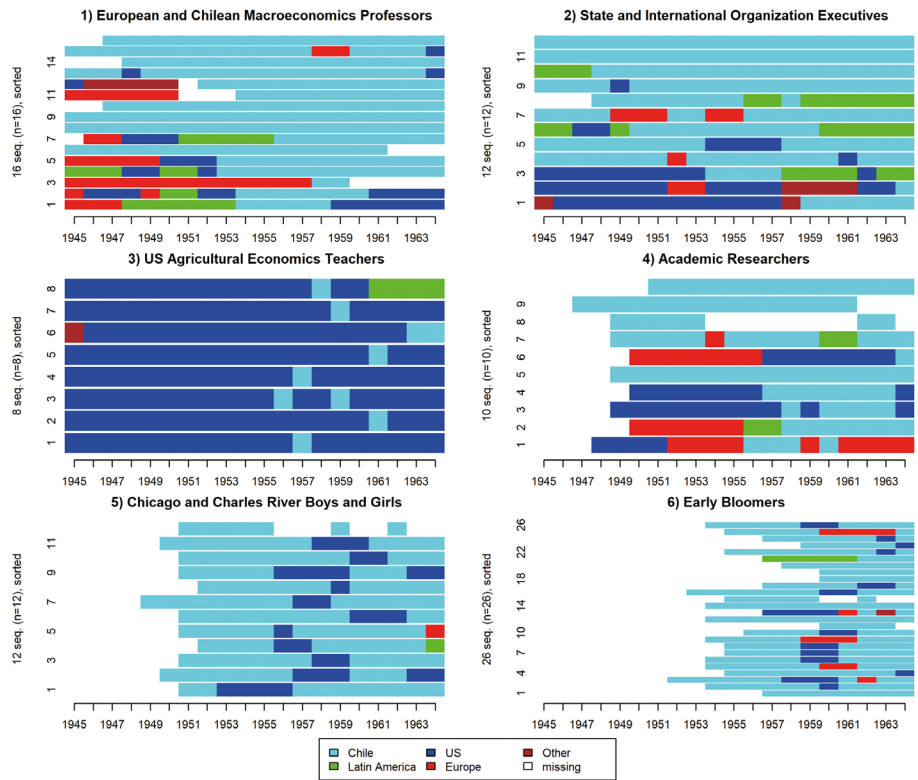 1) European and Chilean Macroeconomics Professors
16 seq. (n=16), sorted
14
11
9
7
5
3
1
1945 1947 1949 1951 1953 1955 1957 1959 1961 1963
2) State and International Organization Executives
12 seq. (n=12), sorted
11
9
7
5
3
1
1945 1947 1949 1951 1953 1955 1957 1959 1961 1963
3) US Agricultural Economics Teachers
8 seq. (n=8), sorted
8
7
6
5
4
3
2
1
1945 1947 1949 1951 1953 1955 1957 1959 1961 1963
4) Academic Researchers
10 seq. (n=10), sorted
9
8
7
6
5
4
3
2
1
1945 1947 1949 1951 1953 1955 1957 1959 1961 1963
5) Chicago and Charles River Boys and Girls
12 seq. (n=12), sorted
11
9
7
5
3
1
1945 1947 1949 1951 1953 1955 1957 1959 1961 1963
6) Early Bloomers
26 seq. (n=26), sorted
26
22
18
14
10
7
4
1
1945 1947 1949 1951 1953 1955 1957 1959 1961 1963
Chile US Other
Latin America Europe missing